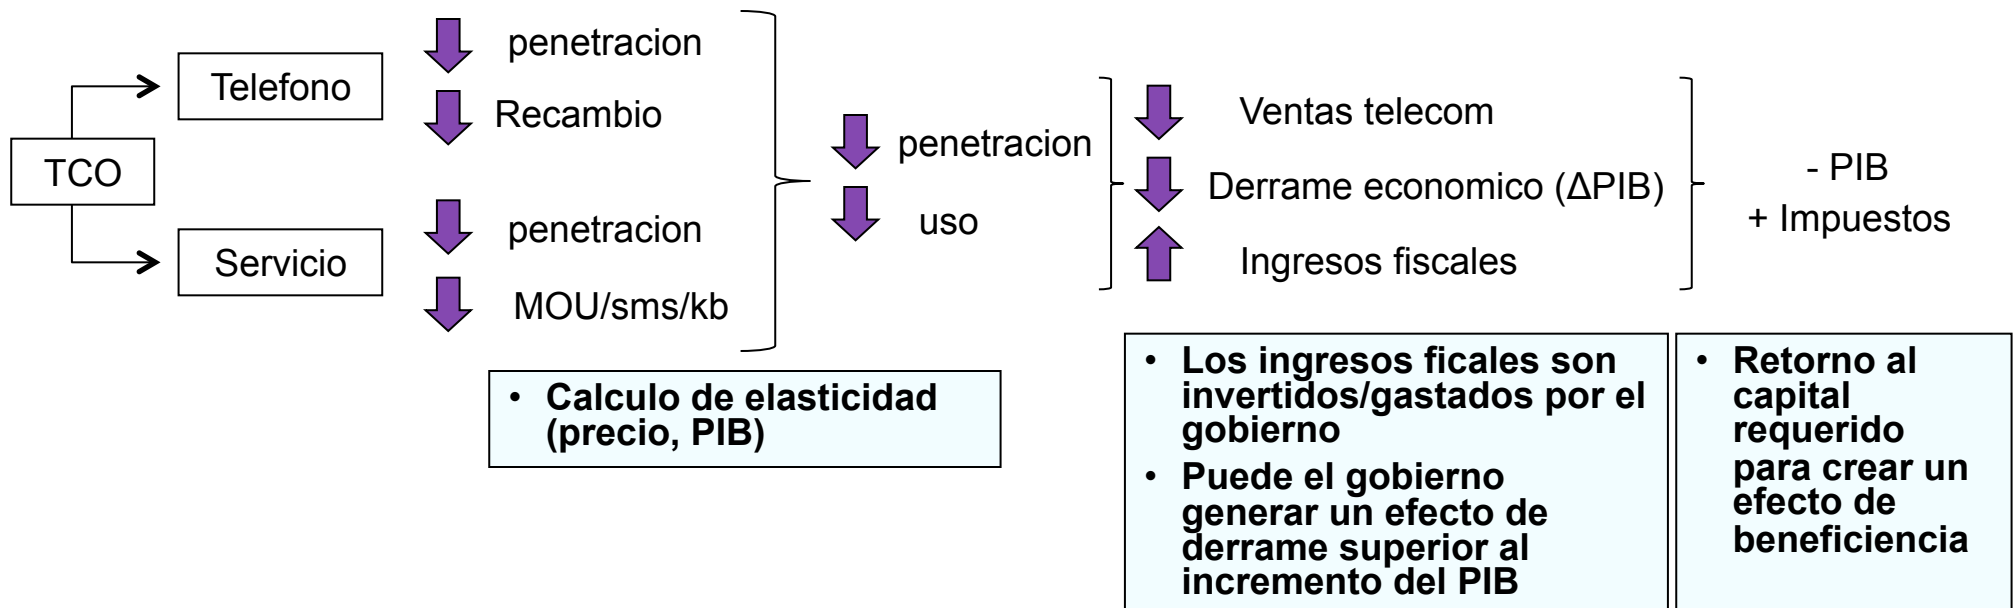 TCO
Telefono
Servicio
penetracion
Recambio
penetracion
MOU/sms/kb
penetracion
uso
Ventas telecom
Derrame economico (ΔPIB)
Ingresos fiscales
- PIB
+ Impuestos
• Calculo de elasticidad
(precio, PIB)
• Los ingresos ficales son
invertidos/gastados por el
gobierno
• Puede el gobierno
generar un efecto de
derrame superior al
incremento del PIB
• Retorno al
capital
requerido
para crear un
efecto de
beneficiencia